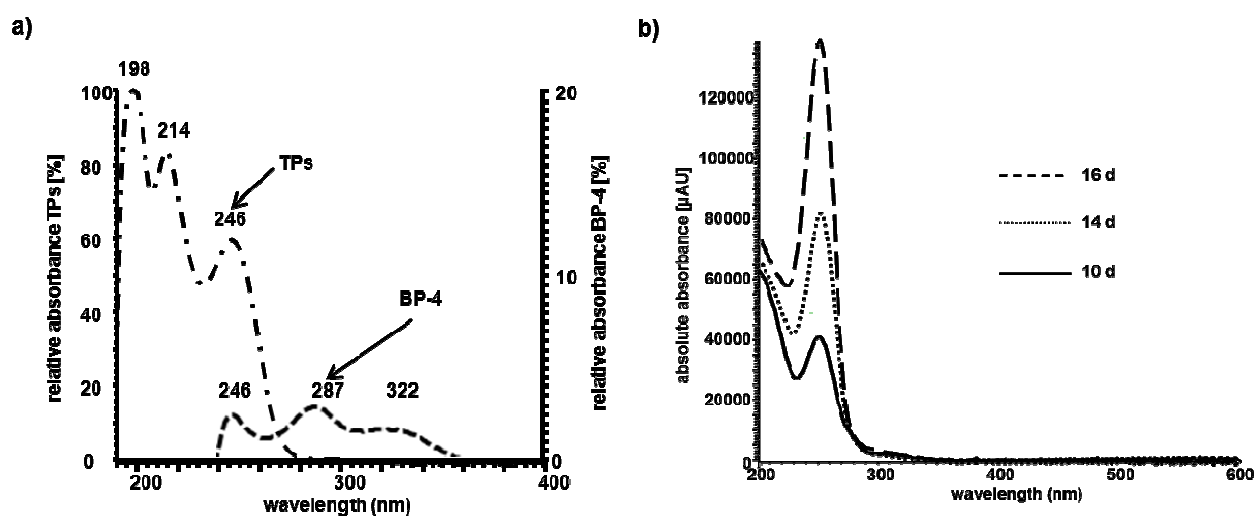 a)
198
214
TPs
246
BP-4
246
287
322
100
80
60
40
20
0
relative absorbance TPs [%]
20
10
0
relative absorbance BP-4 [%]
200
300
400
wavelength (nm)
b)
120000
100000
80000
60000
40000
20000
0
absolute absorbance [µAU]
16 d
14 d
10 d
200
300
400
500
600
wavelength (nm)